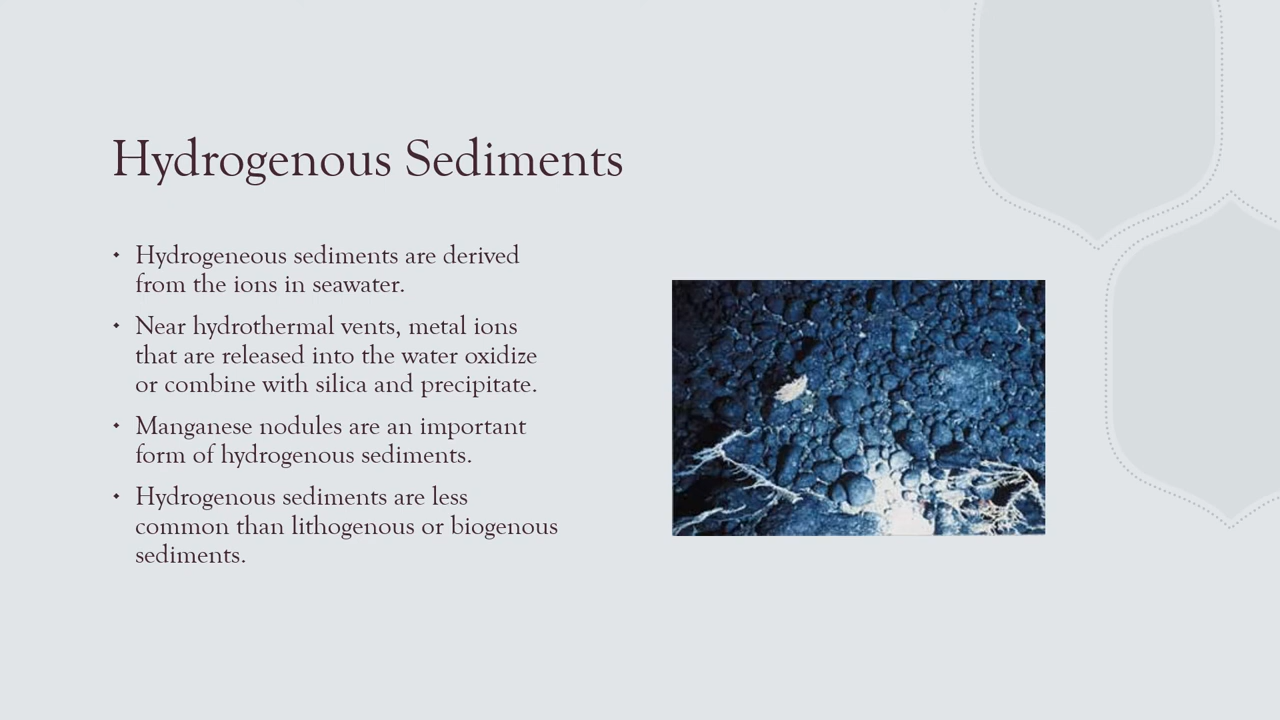 Hydrogenous Sediments
• Hydrogeneous sediments are derived
from the ions in seawater.
• Near hydrothermal vents, metal ions
that are released into the water oxidize
or combine with silica and precipitate.
• Manganese nodules are an important
form of hydrogenous sediments.
• Hydrogenous sediments are less
common than lithogenous or biogenous
sediments.